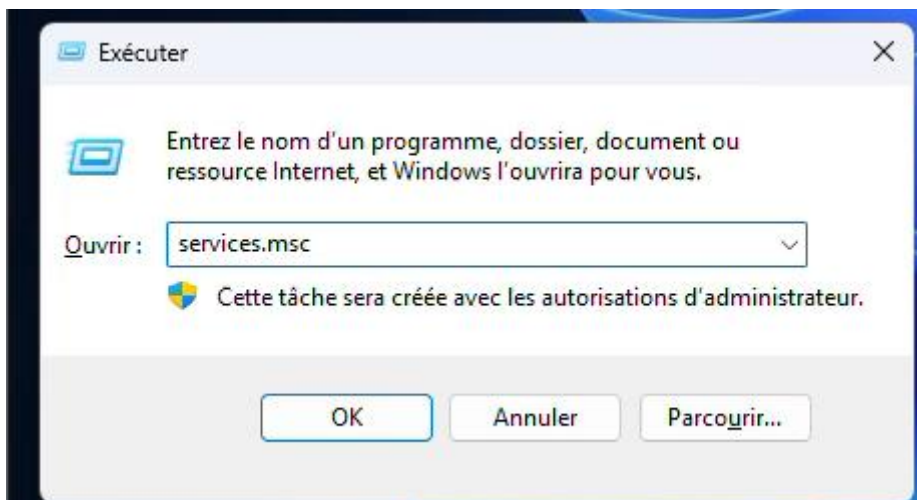 Exécuter
Entrez le nom d'un programme, dossier, document ou
ressource Internet, et Windows l'ouvrira pour vous.
Ouvrir : services.msc
Cette tâche sera créée avec les autorisations d'administrateur.
OK Annuler Parcourir...